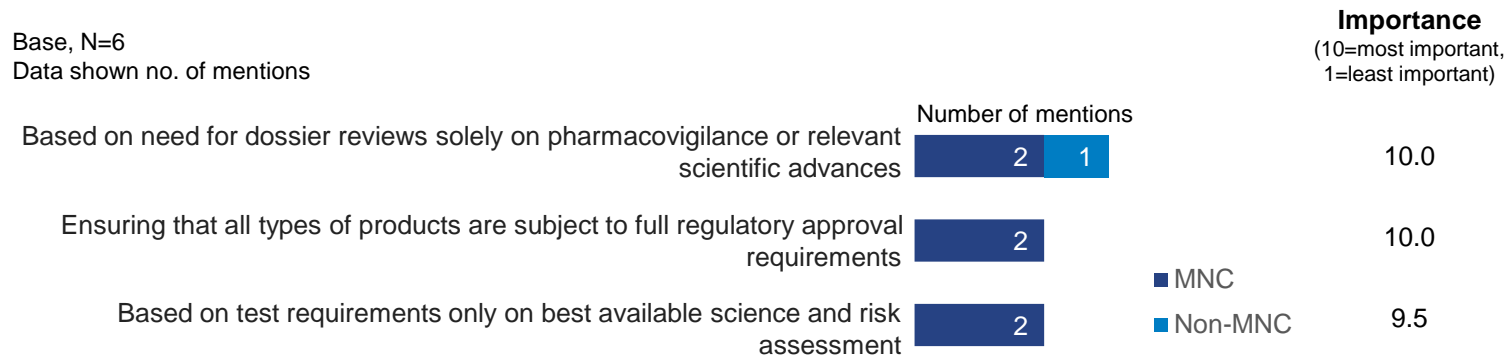 Base, N=6
Data shown no. of mentions
Importance
(10=most important,
1=least important)
Number of mentions
Based on need for dossier reviews solely on pharmacovigilance or relevant
scientific advances
2 1
10.0
Ensuring that all types of products are subject to full regulatory approval
requirements
2
10.0
MNC
Non-MNC
Based on test requirements only on best available science and risk
assessment
2
9.5